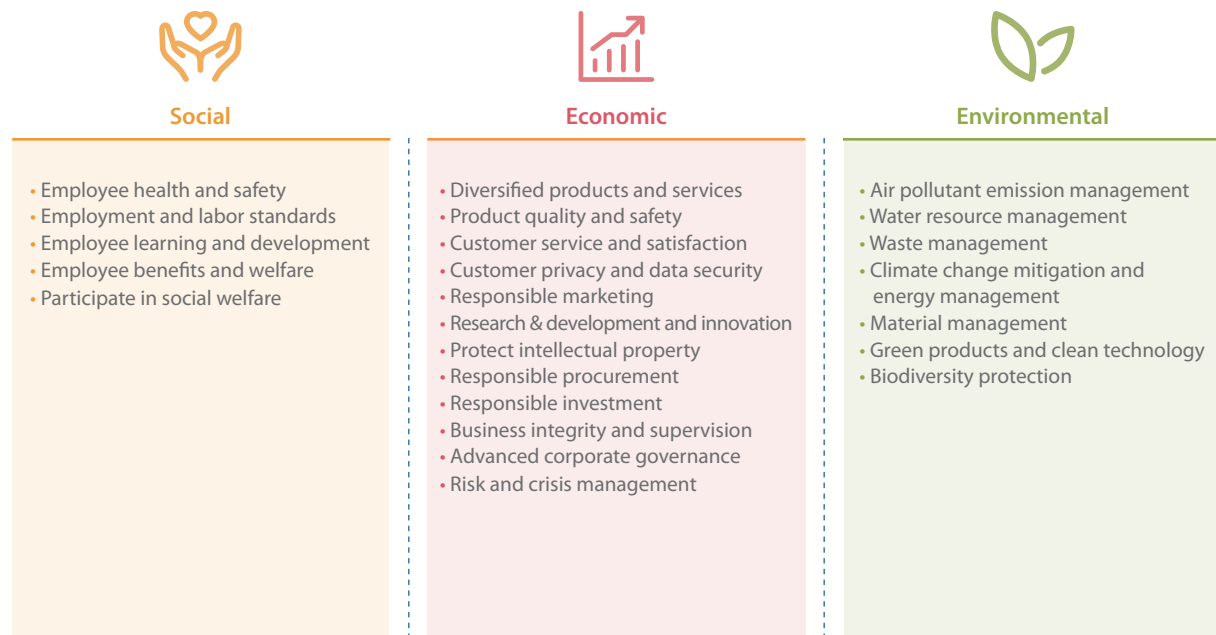 Social
• Employee health and safety
• Employment and labor standards
• Employee learning and development
• Employee benefits and welfare
• Participate in social welfare
Economic
• Diversified products and services
• Product quality and safety
• Customer service and satisfaction
• Customer privacy and data security
• Responsible marketing
• Research & development and innovation
• Protect intellectual property
• Responsible procurement
• Responsible investment
• Business integrity and supervision
• Advanced corporate governance
• Risk and crisis management
Environmental
• Air pollutant emission management
• Water resource management
• Waste management
• Climate change mitigation and
energy management
• Material management
• Green products and clean technology
• Biodiversity protection